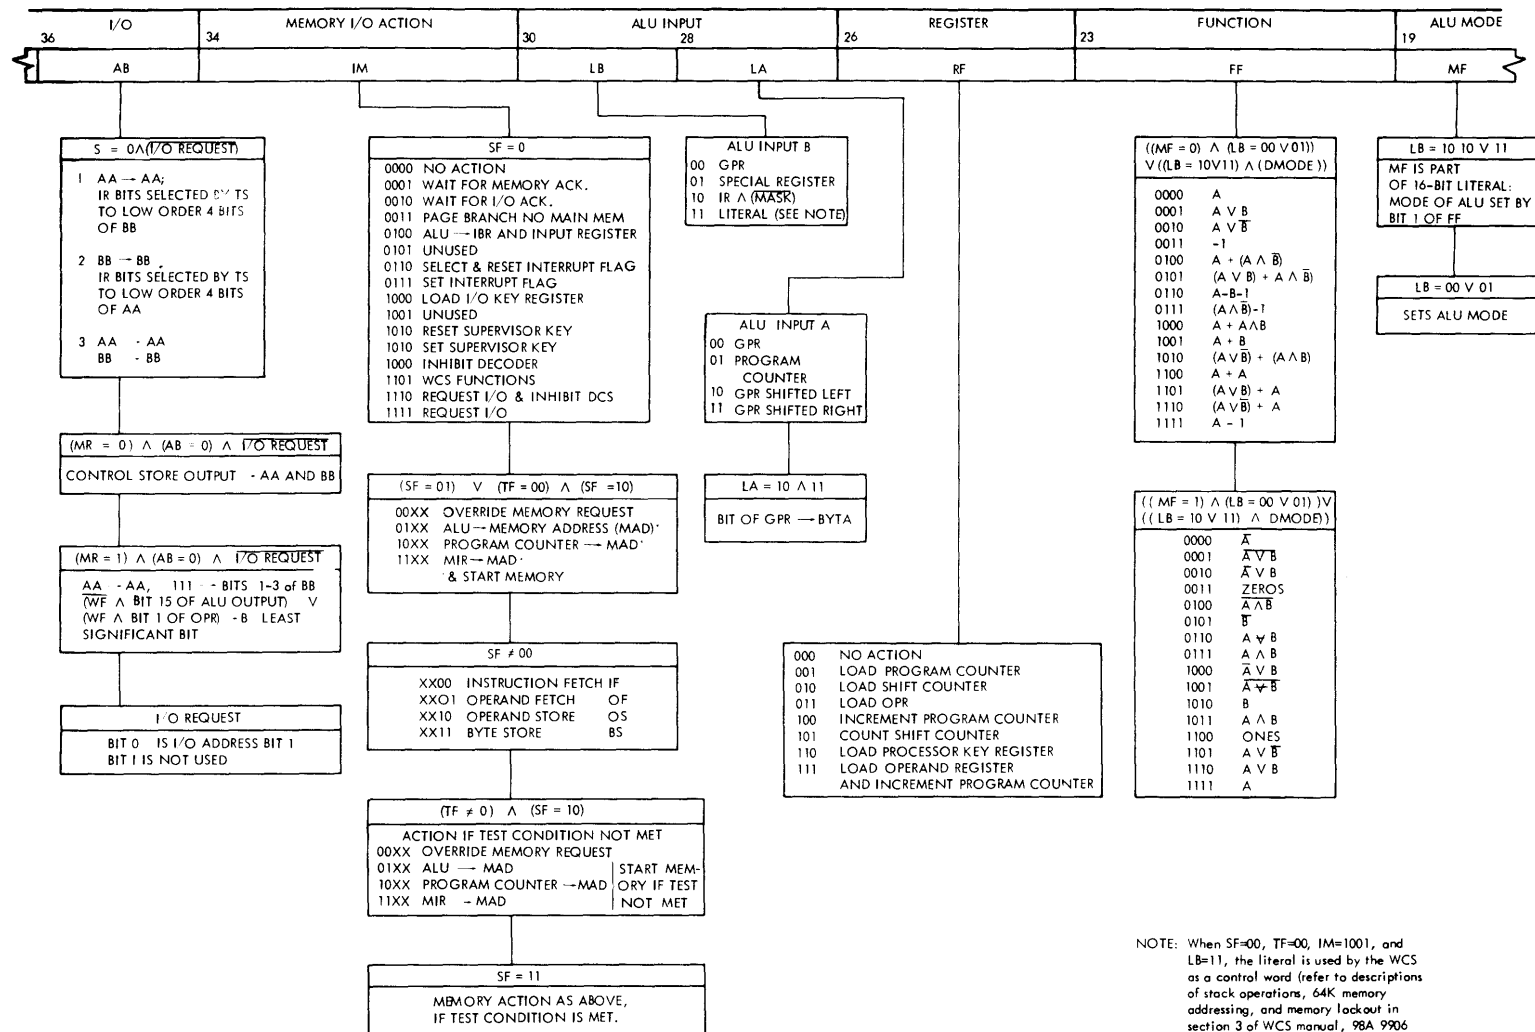 I/O MEMORY I/O ACTION ALU INPUT REGISTER FUNCTION ALU MODE
36 34 30 28 26 23 19
AB IM LB LA RF FF MF
S = 0Λ(I/O REQUEST)
1 AA → AA;
IR BITS SELECTED BY TS
TO LOW ORDER 4 BITS
OF BB
2 BB → BB
IR BITS SELECTED BY TS
TO LOW ORDER 4 BITS
OF AA
3 AA - AA
BB - BB
(MR = 0) Λ (AB = 0) Λ I̅/̅O̅ ̅R̅E̅Q̅U̅E̅S̅T̅
CONTROL STORE OUTPUT - AA AND BB
(MR = 1) Λ (AB = 0) Λ I̅/̅O̅ ̅R̅E̅Q̅U̅E̅S̅T̅
AA - AA, 111 → BITS 1-3 of BB
(W̅F̅ Λ BIT 15 OF ALU OUTPUT) V
(WF Λ BIT 1 OF OPR) - B LEAST
SIGNIFICANT BIT
I/O REQUEST
BIT 0 IS I/O ADDRESS BIT 1
BIT 1 IS NOT USED
SF = 0
0000 NO ACTION
0001 WAIT FOR MEMORY ACK.
0010 WAIT FOR I/O ACK.
0011 PAGE BRANCH NO MAIN MEM
0100 ALU → IBR AND INPUT REGISTER
0101 UNUSED
0110 SELECT & RESET INTERRUPT FLAG
0111 SET INTERRUPT FLAG
1000 LOAD I/O KEY REGISTER
1001 UNUSED
1010 RESET SUPERVISOR KEY
1010 SET SUPERVISOR KEY
1000 INHIBIT DECODER
1101 WCS FUNCTIONS
1110 REQUEST I/O & INHIBIT DCS
1111 REQUEST I/O
(SF = 01) V (TF = 00) Λ (SF =10)
00XX OVERRIDE MEMORY REQUEST
01XX ALU → MEMORY ADDRESS (MAD)·
10XX PROGRAM COUNTER → MAD·
11XX MIR → MAD·
· & START MEMORY
SF ≠ 00
XX00 INSTRUCTION FETCH IF
XX01 OPERAND FETCH OF
XX10 OPERAND STORE OS
XX11 BYTE STORE BS
(TF ≠ 0) Λ (SF = 10)
ACTION IF TEST CONDITION NOT MET
00XX OVERRIDE MEMORY REQUEST
01XX ALU → MAD START MEM-
10XX PROGRAM COUNTER → MAD ORY IF TEST
11XX MIR - MAD NOT MET
SF = 11
MEMORY ACTION AS ABOVE,
IF TEST CONDITION IS MET.
ALU INPUT B
00 GPR
01 SPECIAL REGISTER
10 IR Λ (M̅A̅S̅K̅)
11 LITERAL (SEE NOTE)
ALU INPUT A
00 GPR
01 PROGRAM
COUNTER
10 GPR SHIFTED LEFT
11 GPR SHIFTED RIGHT
LA = 10 Λ 11
BIT OF GPR → BYTA
000 NO ACTION
001 LOAD PROGRAM COUNTER
010 LOAD SHIFT COUNTER
011 LOAD OPR
100 INCREMENT PROGRAM COUNTER
101 COUNT SHIFT COUNTER
110 LOAD PROCESSOR KEY REGISTER
111 LOAD OPERAND REGISTER
AND INCREMENT PROGRAM COUNTER
((MF = 0) Λ (LB = 00 V 01))
V ((LB = 10V11) Λ (DMODE))
0000 A
0001 A V B
0010 A V B̅
0011 -1
0100 A + (A Λ B̅)
0101 (A V B) + A Λ B̅)
0110 A-B-1
0111 (AΛB̅)-1
1000 A + AΛB
1001 A + B
1010 (AVB̅) + (AΛB)
1100 A + A
1101 (AVB) + A
1110 (AVB̅) + A
1111 A - 1
((MF = 1) Λ (LB = 00 V 01))V
((LB = 10 V 11) Λ DMODE))
0000 A̅
0001 A̅ ̅V̅ ̅B̅
0010 A̅ V B
0011 ZEROS
0100 A̅ ̅Λ̅ ̅B̅
0101 B̅
0110 A ⊻ B
0111 A Λ B
1000 A̅ V B
1001 A̅ ̅⊻̅ ̅B̅
1010 B
1011 A Λ B
1100 ONES
1101 A V B̅
1110 A V B
1111 A
LB = 10 10 V 11
MF IS PART
OF 16-BIT LITERAL:
MODE OF ALU SET BY
BIT 1 OF FF
LB = 00 V 01
SETS ALU MODE
NOTE: When SF=00, TF=00, IM=1001, and
LB=11, the literal is used by the WCS
as a control word (refer to descriptions
of stack operations, 64K memory
addressing, and memory lockout in
section 3 of WCS manual, 98A 9906